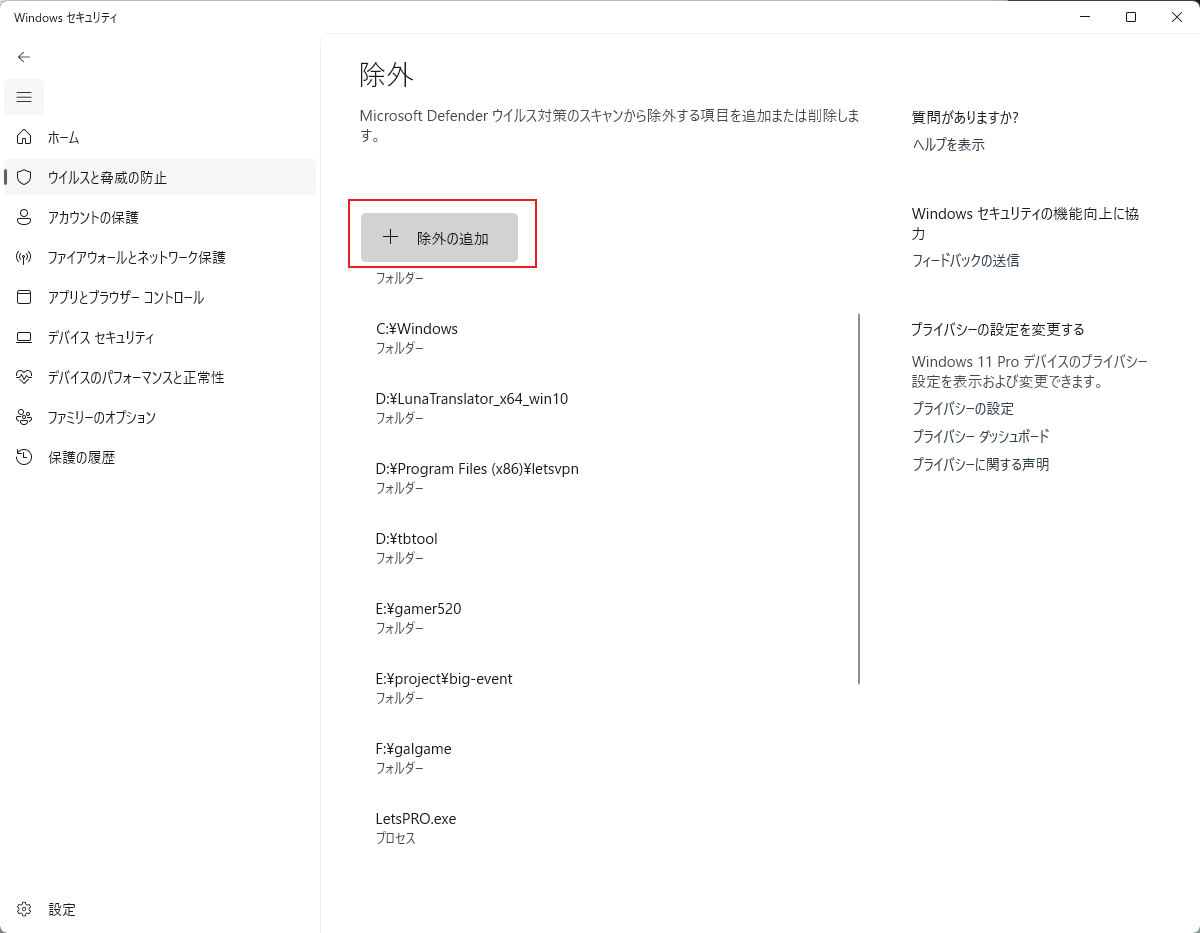 Windows セキュリティ
ホーム
ウイルスと脅威の防止
アカウントの保護
ファイアウォールとネットワーク保護
アプリとブラウザー コントロール
デバイス セキュリティ
デバイスのパフォーマンスと正常性
ファミリーのオプション
保護の履歴
設定
除外
Microsoft Defender ウイルス対策のスキャンから除外する項目を追加または削除しま
す。
除外の追加
フォルダー
C:¥Windows
フォルダー
D:¥LunaTranslator_x64_win10
フォルダー
D:¥Program Files (x86)¥letsvpn
フォルダー
D:¥tbtool
フォルダー
E:¥gamer520
フォルダー
E:¥project¥big-event
フォルダー
F:¥galgame
フォルダー
LetsPRO.exe
プロセス
質問がありますか?
ヘルプを表示
Windows セキュリティの機能向上に協
力
フィードバックの送信
プライバシーの設定を変更する
Windows 11 Pro デバイスのプライバシー
設定を表示および変更できます。
プライバシーの設定
プライバシー ダッシュボード
プライバシーに関する声明